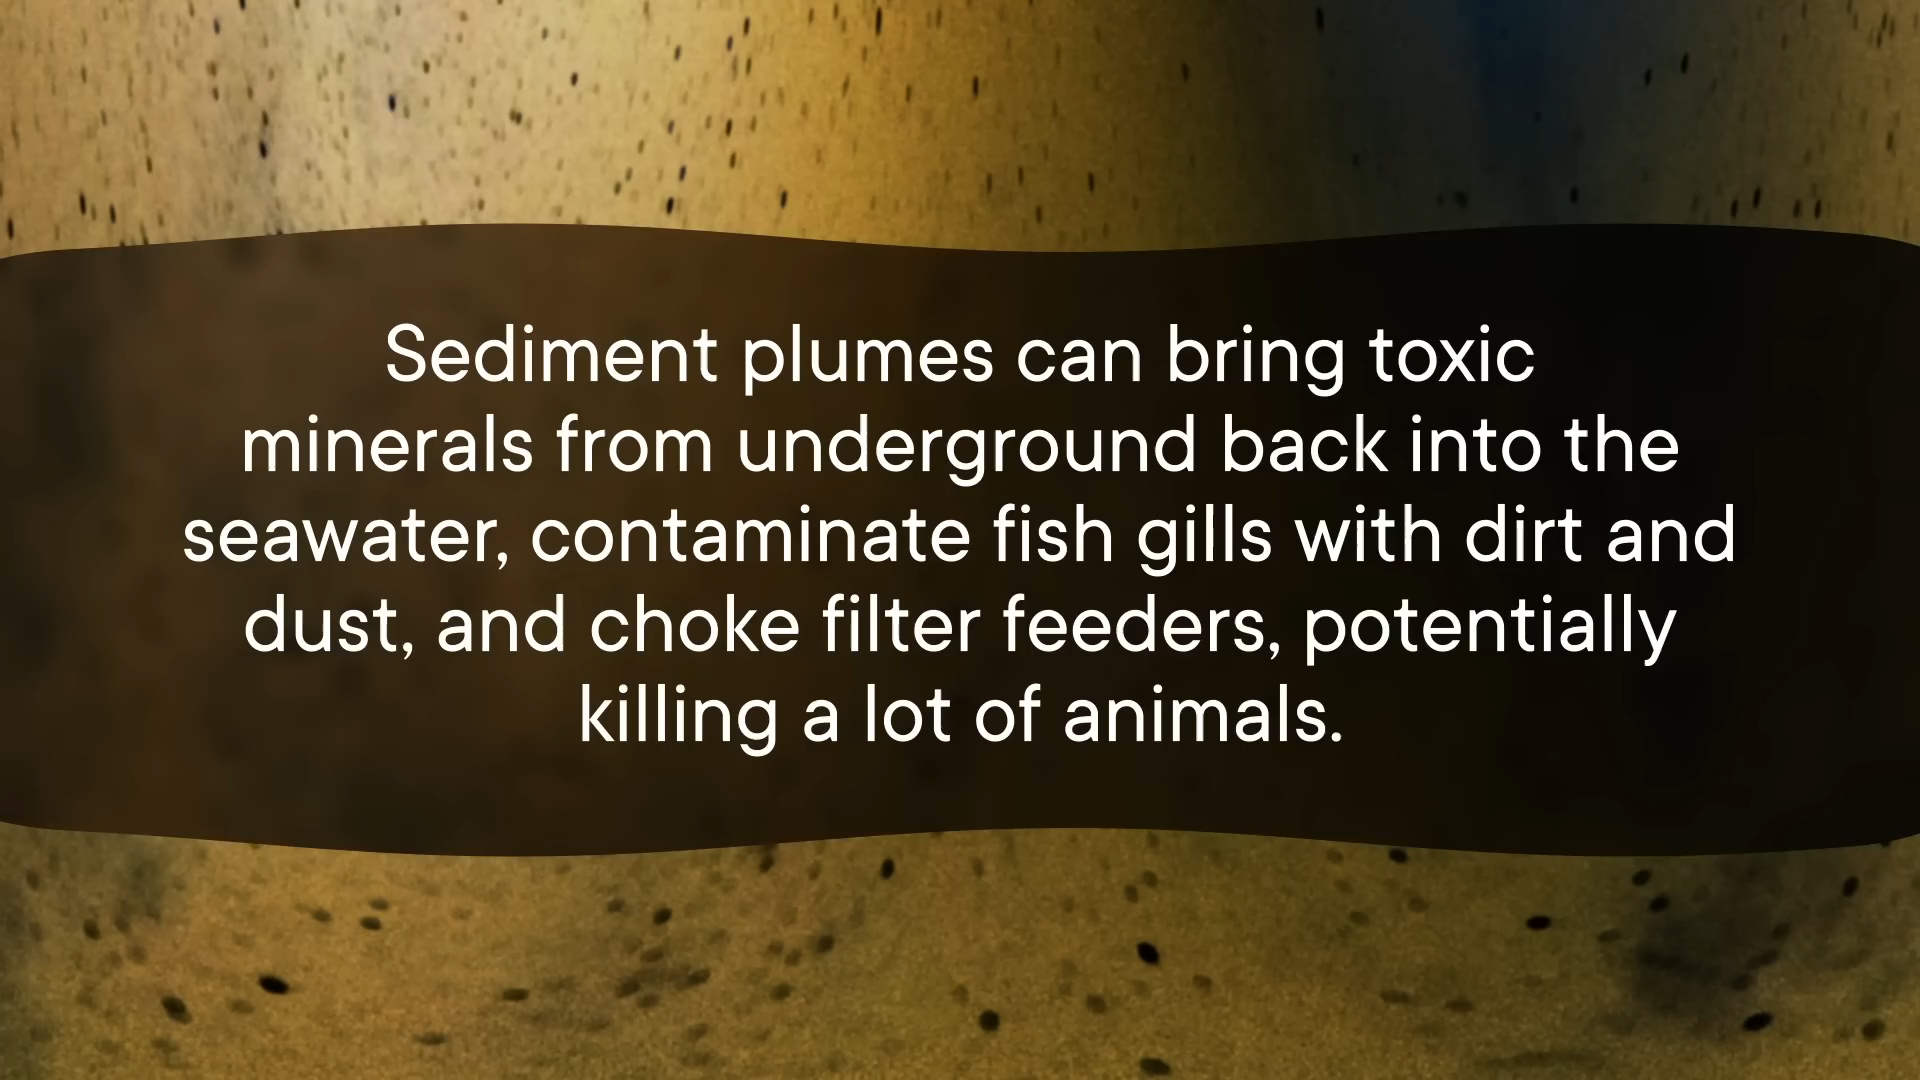 Sediment plumes can bring toxic
minerals from underground back into the
seawater, contaminate fish gills with dirt and
dust, and choke filter feeders, potentially
killing a lot of animals.